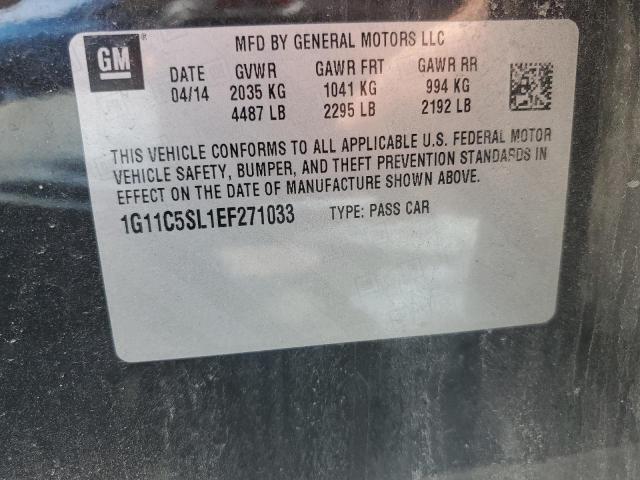 GM
MFD BY GENERAL MOTORS LLC
DATE GVWR GAWR FRT GAWR RR
04/14 2035 KG 1041 KG 994 KG
4487 LB 2295 LB 2192 LB
THIS VEHICLE CONFORMS TO ALL APPLICABLE U.S. FEDERAL MOTOR
VEHICLE SAFETY, BUMPER, AND THEFT PREVENTION STANDARDS IN
EFFECT ON THE DATE OF MANUFACTURE SHOWN ABOVE.
1G11C5SL1EF271033 TYPE: PASS CAR